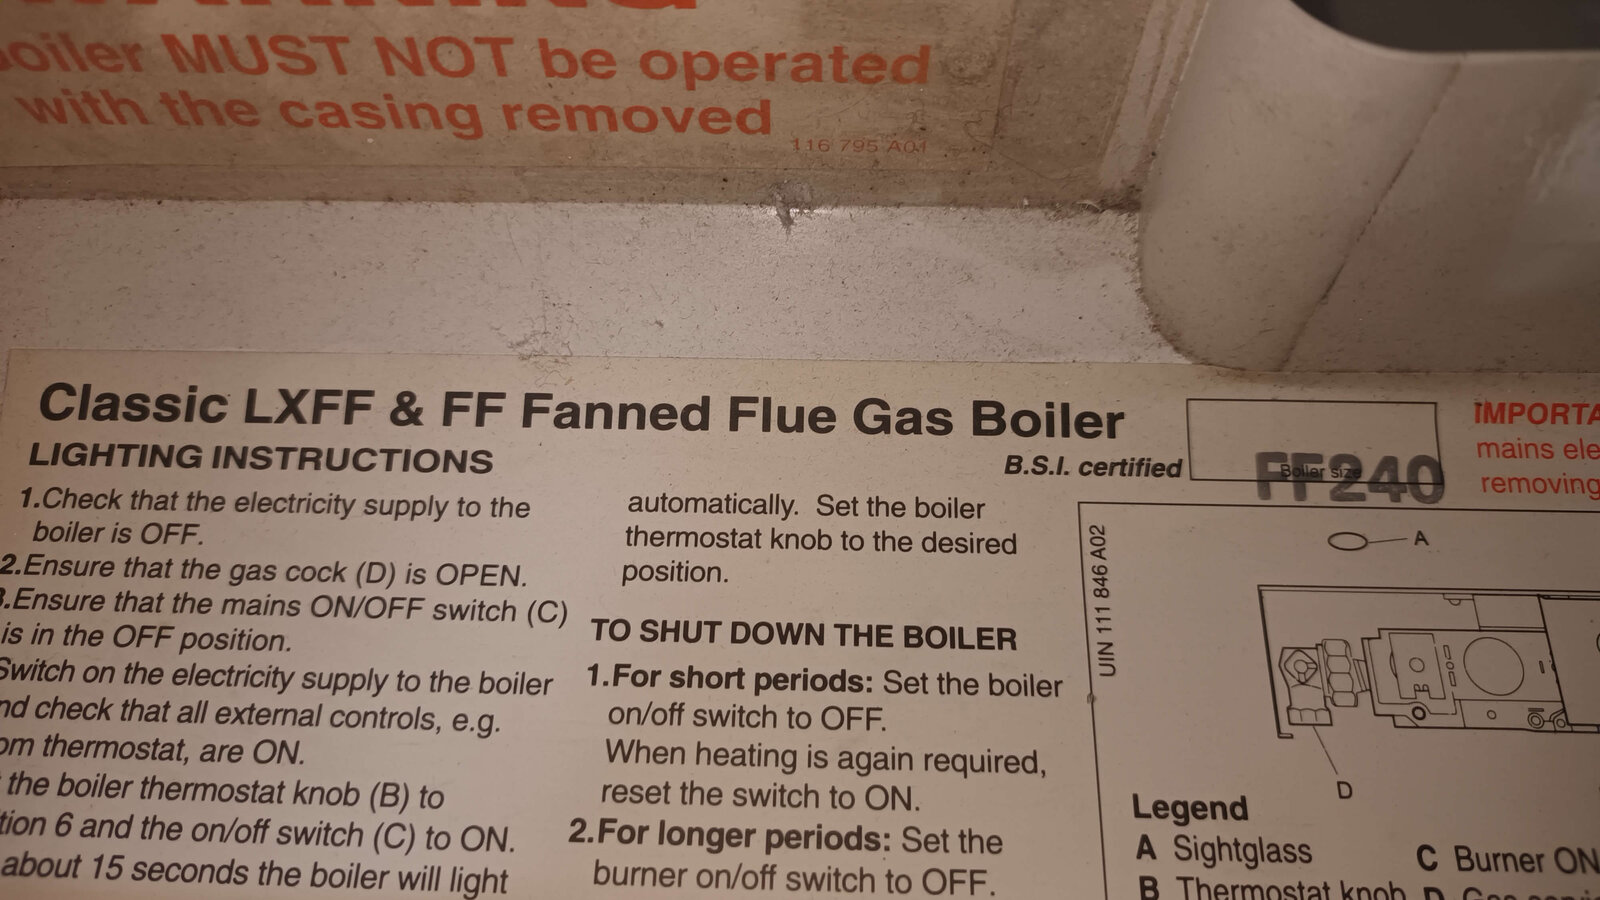 MUST NOT be operated
with the casing removed
116 795 A01
Classic LXFF & FF Fanned Flue Gas Boiler
LIGHTING INSTRUCTIONS
B.S.I. certified
Boiler size
FF240
1.Check that the electricity supply to the
boiler is OFF.
2.Ensure that the gas cock (D) is OPEN.
.Ensure that the mains ON/OFF switch (C)
is in the OFF position.
Switch on the electricity supply to the boiler
check that all external controls, e.g.
thermostat, are ON.
the boiler thermostat knob (B) to
6 and the on/off switch (C) to ON.
about 15 seconds the boiler will light
automatically. Set the boiler
thermostat knob to the desired
position.
TO SHUT DOWN THE BOILER
1.For short periods: Set the boiler
on/off switch to OFF.
When heating is again required,
reset the switch to ON.
2.For longer periods: Set the
burner on/off switch to OFF.
mains
removing
UIN 111 846 A02
A
D
Legend
A Sightglass
B Thermostat knob
C Burner ON
D